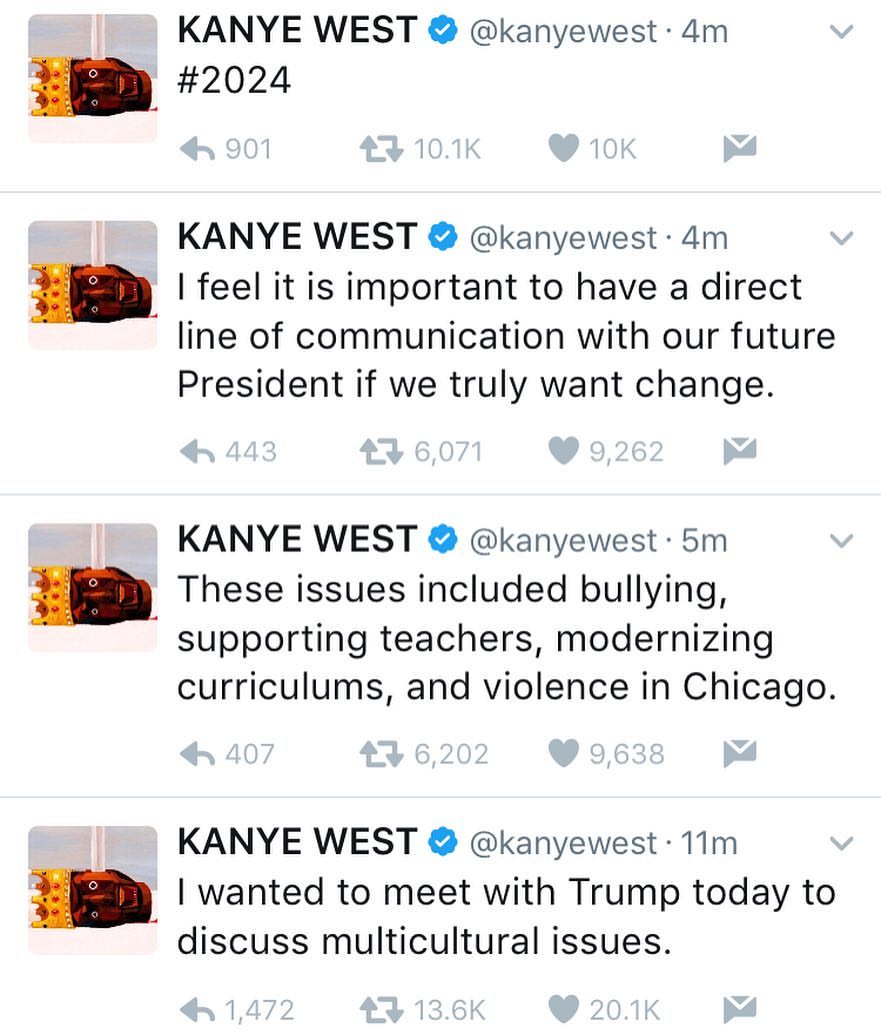 KANYE WEST @kanyewest · 4m
#2024
901 10.1K 10K
KANYE WEST @kanyewest · 4m
I feel it is important to have a direct
line of communication with our future
President if we truly want change.
443 6,071 9,262
KANYE WEST @kanyewest · 5m
These issues included bullying,
supporting teachers, modernizing
curriculums, and violence in Chicago.
407 6,202 9,638
KANYE WEST @kanyewest · 11m
I wanted to meet with Trump today to
discuss multicultural issues.
1,472 13.6K 20.1K